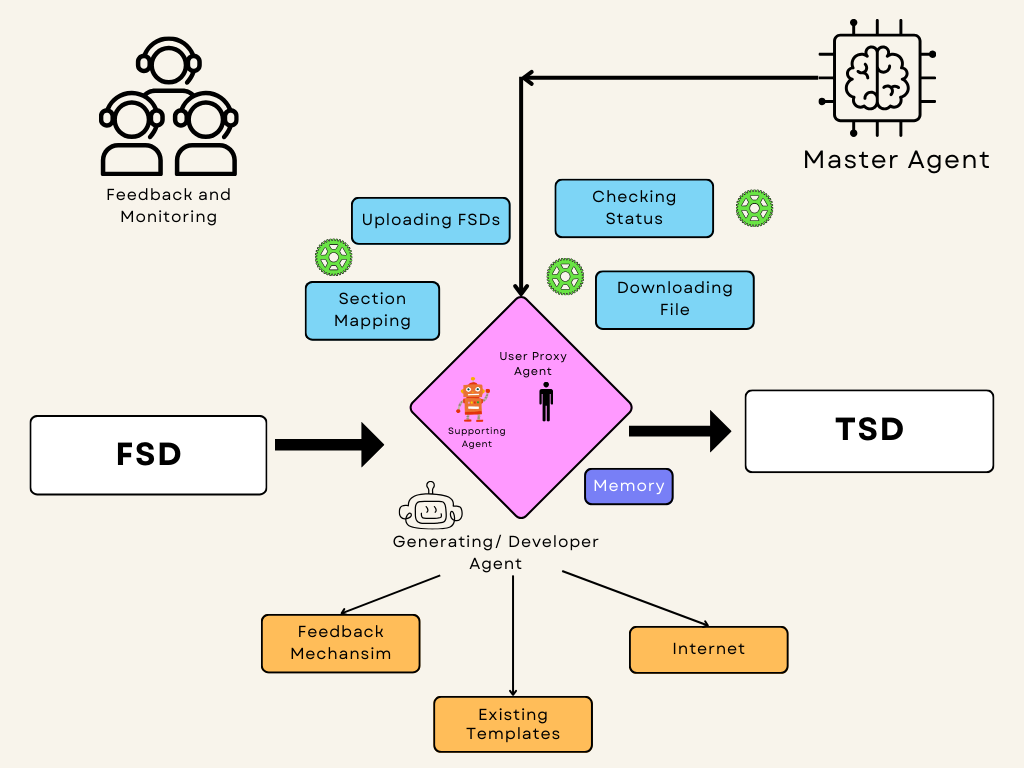 Master Agent
Feedback and
Monitoring
Uploading FSDs
Checking
Status
Section
Mapping
Downloading
File
User Proxy
Agent
Supporting
Agent
FSD
TSD
Memory
Generating/ Developer
Agent
Feedback
Mechansim
Internet
Existing
Templates